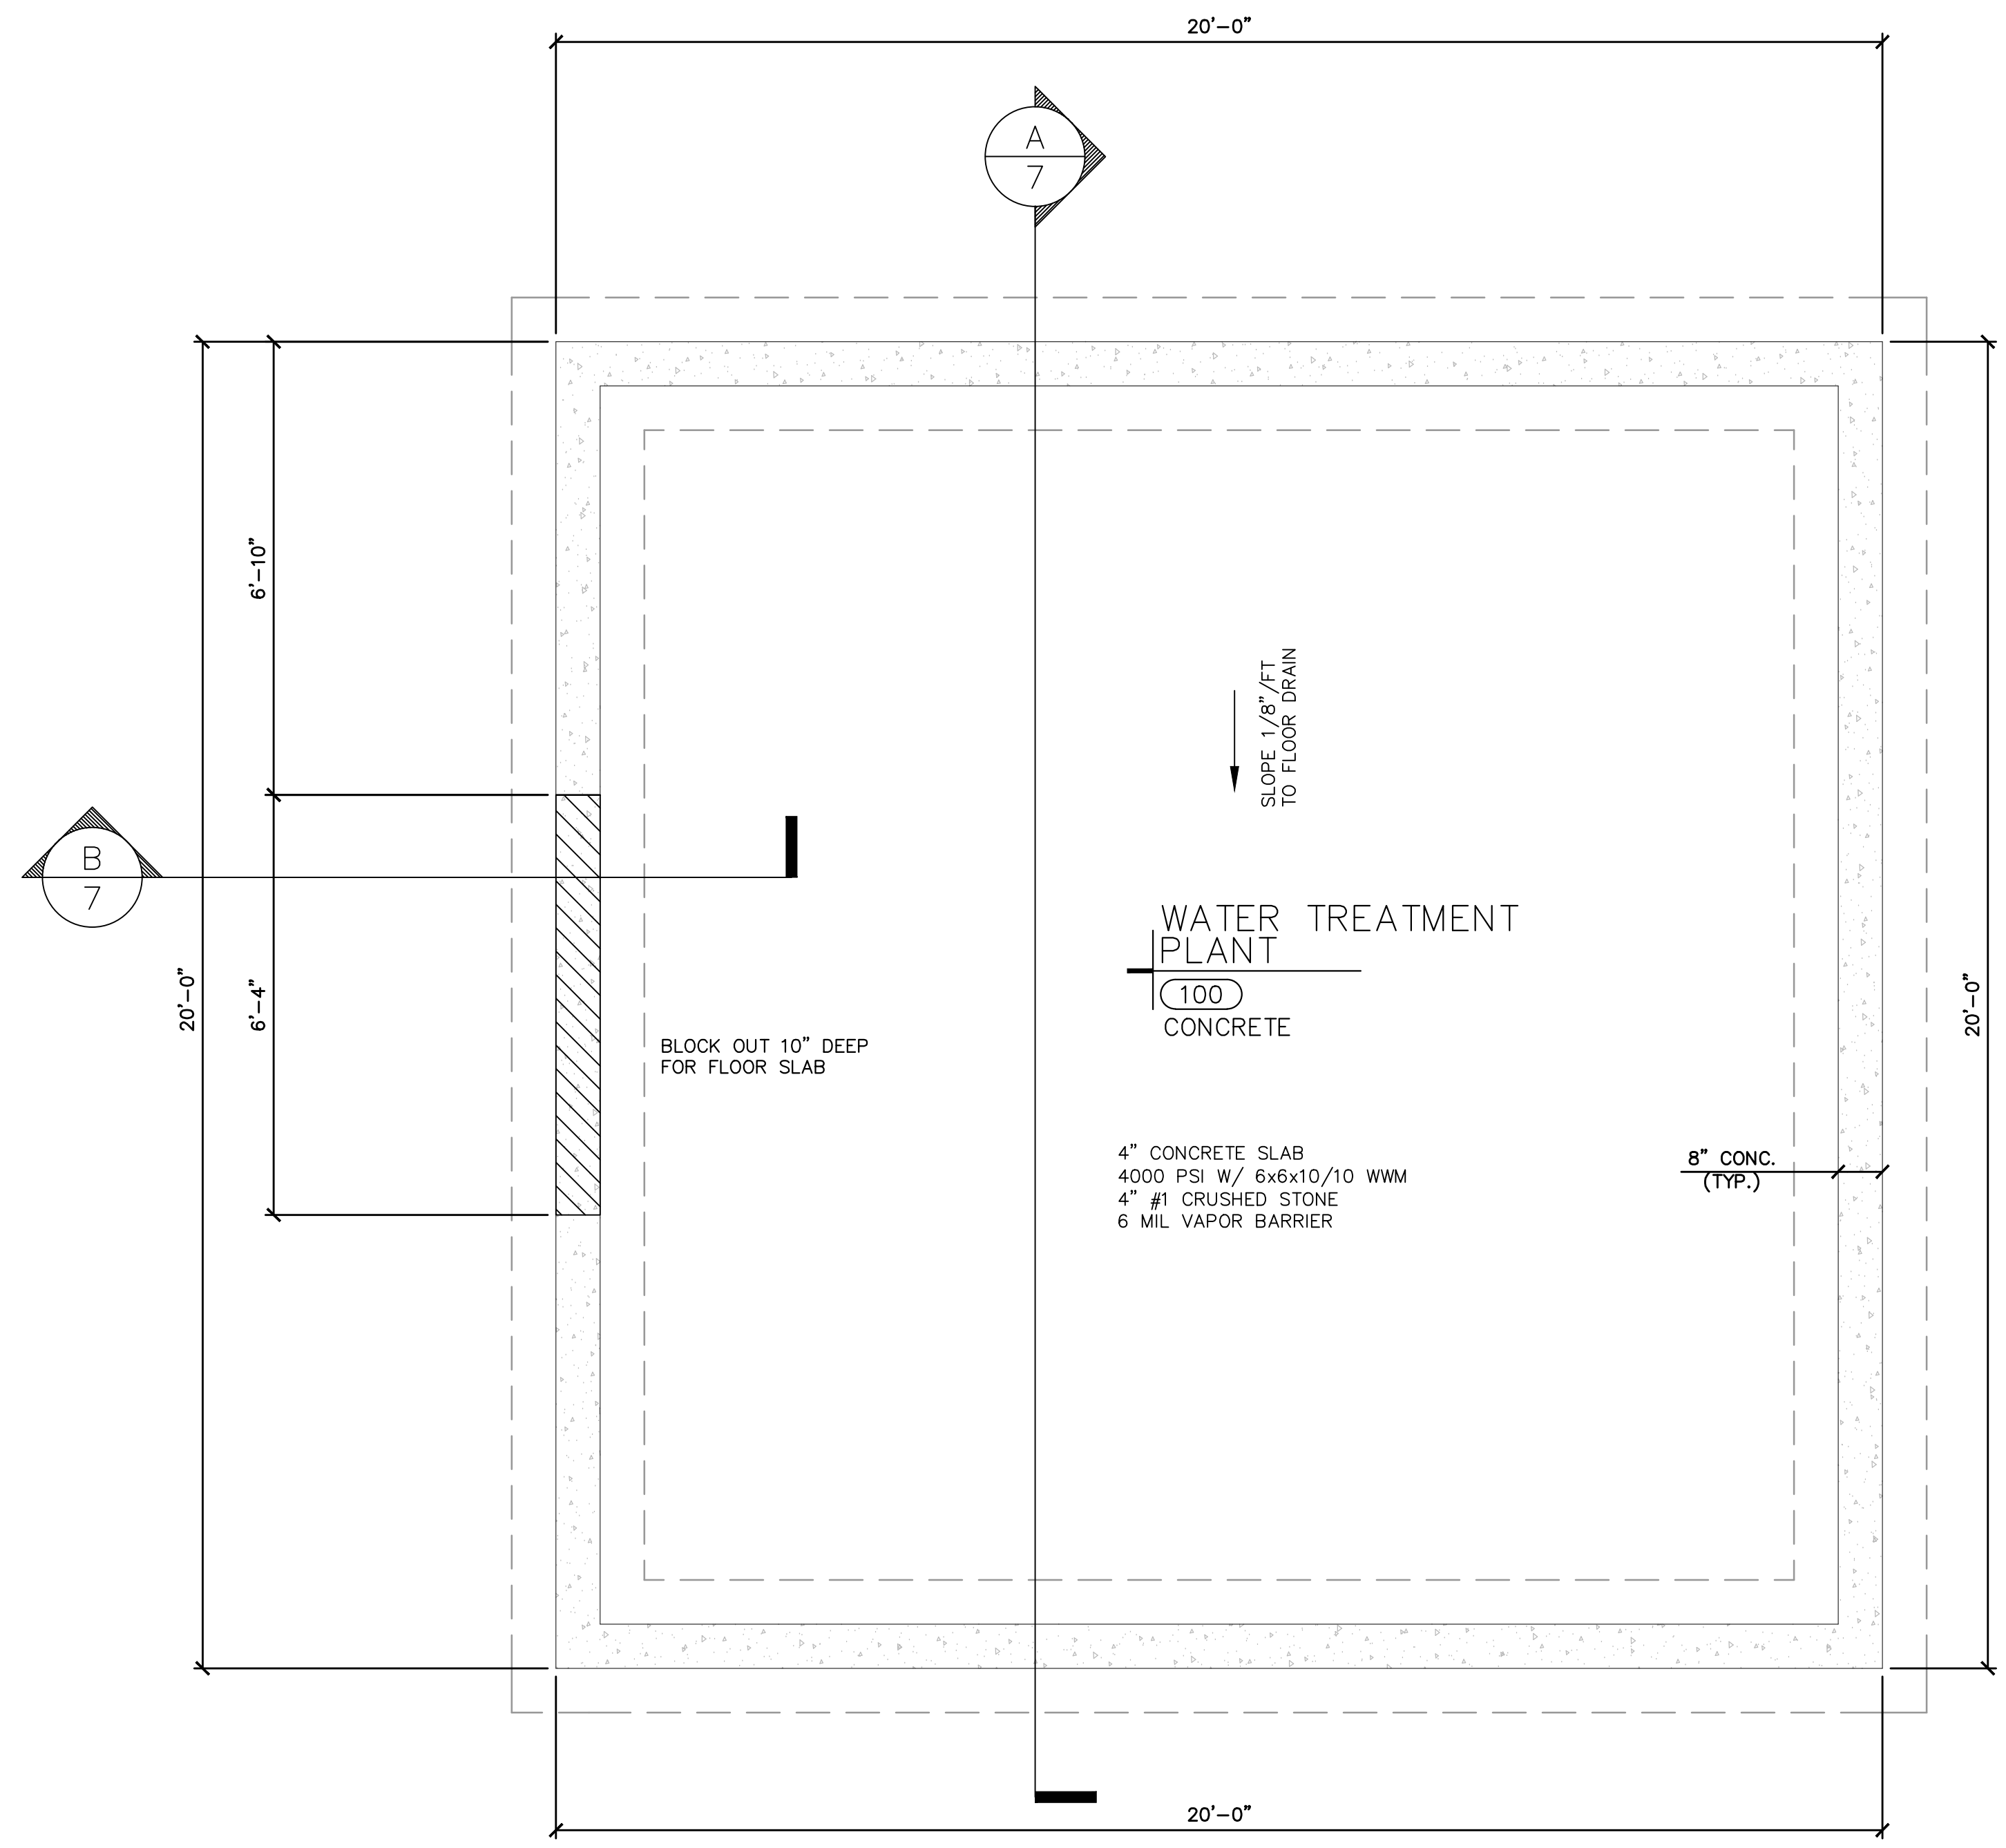 20'-0"
A
7
6'-10"
SLOPE 1/8"/FT
TO FLOOR DRAIN
B
7
WATER TREATMENT
PLANT
100
CONCRETE
20'-0"
6'-4"
20'-0"
BLOCK OUT 10" DEEP
FOR FLOOR SLAB
4" CONCRETE SLAB
4000 PSI W/ 6x6x10/10 WWM
4" #1 CRUSHED STONE
6 MIL VAPOR BARRIER
8" CONC.
(TYP.)
20'-0"